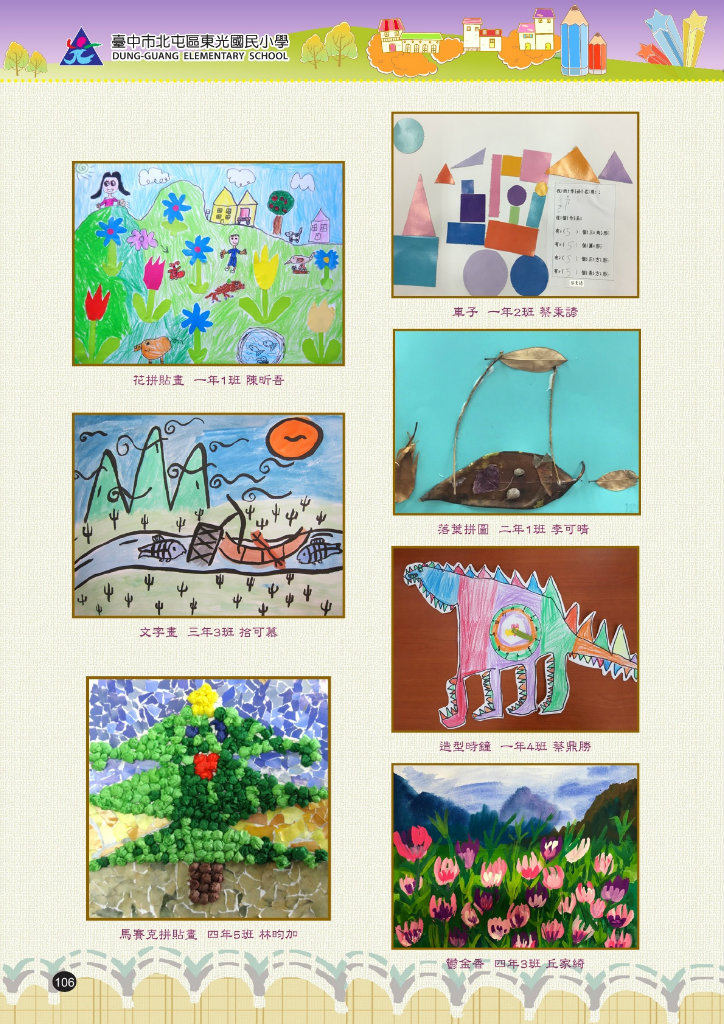 臺中市北屯區東光國民小學
DUNG-GUANG ELEMENTARY SCHOOL
花拼貼畫 一年1班 陳昕吾
車子 一年2班 蔡秉諺
文字畫 三年3班 拾可慕
落葉拼圖 二年1班 李可晴
造型時鐘 一年4班 蔡鼎勝
馬賽克拼貼畫 四年5班 林昀加
鬱金香 四年3班 丘家綺
106